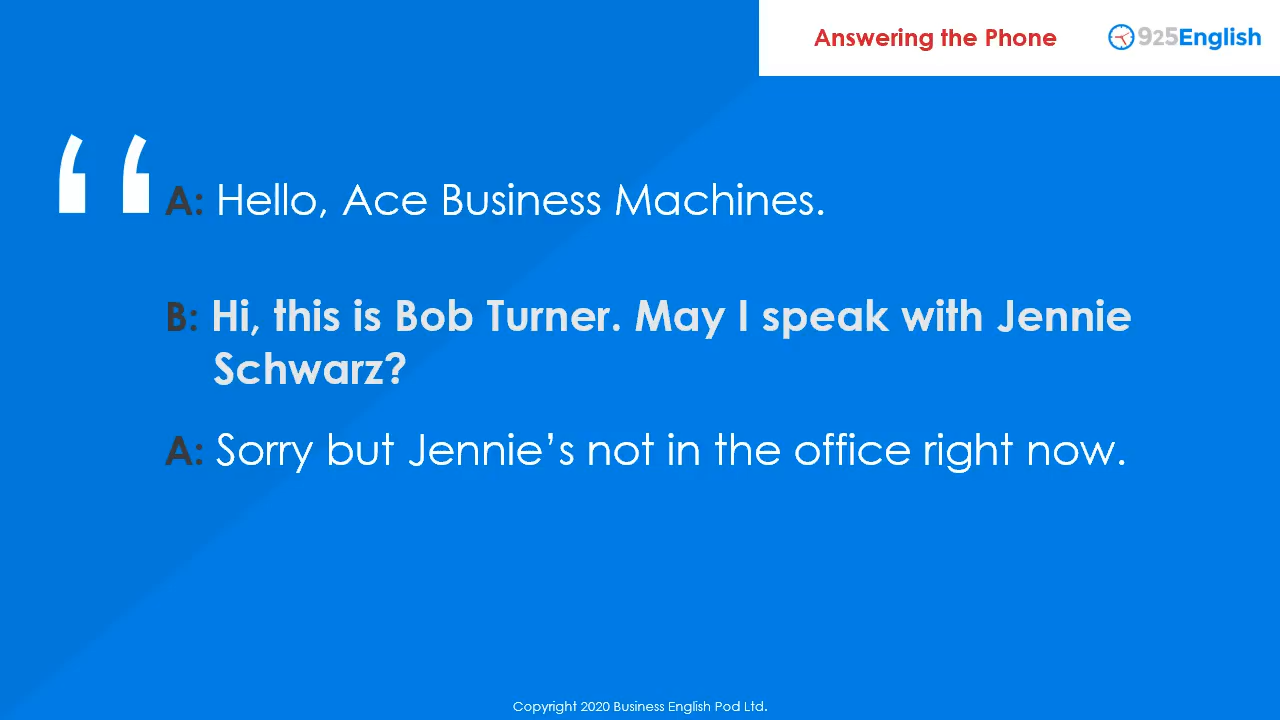 Answering the Phone
925English
“
A: Hello, Ace Business Machines.
B: Hi, this is Bob Turner. May I speak with Jennie
Schwarz?
A: Sorry but Jennie’s not in the office right now.
Copyright 2020 Business English Pod Ltd.